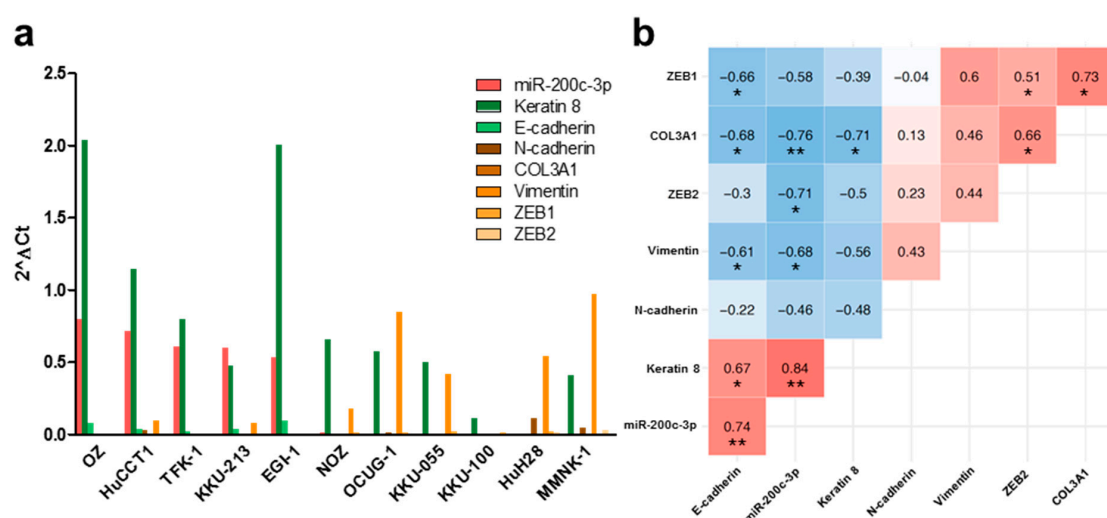 a
2^ΔCt
2.5
2.0
1.5
1.0
0.5
0.0
miR-200c-3p
Keratin 8
E-cadherin
N-cadherin
COL3A1
Vimentin
ZEB1
ZEB2
OZ
HuCCT1
TFK-1
KKU-213
EGI-1
NOZ
OCUG-1
KKU-055
KKU-100
HuH28
MMNK-1
b
ZEB1 −0.66 −0.58 −0.39 −0.04 0.6 0.51 0.73
* * *
COL3A1 −0.68 −0.76 −0.71 0.13 0.46 0.66
* ** * *
ZEB2 −0.3 −0.71 −0.5 0.23 0.44
*
Vimentin −0.61 −0.68 −0.56 0.43
* *
N-cadherin −0.22 −0.46 −0.48
Keratin 8 0.67 0.84
* **
miR-200c-3p 0.74
**
E-cadherin
miR-200c-3p
Keratin 8
N-cadherin
Vimentin
ZEB2
COL3A1